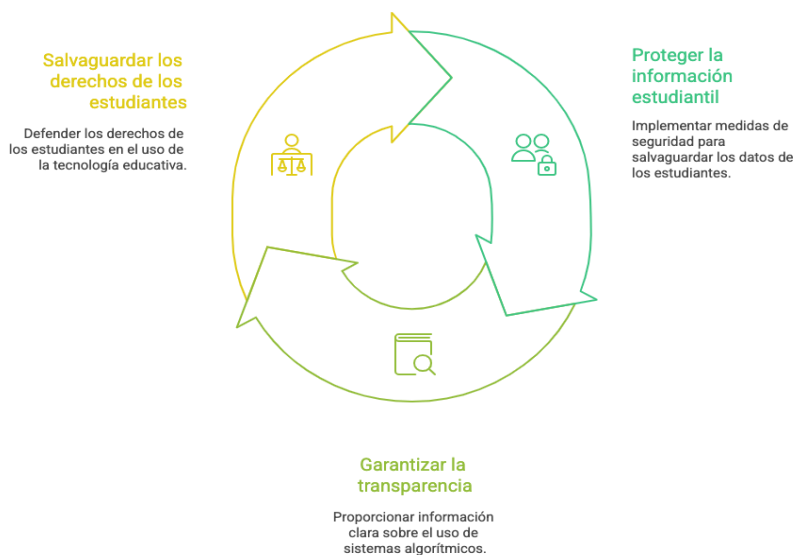 Salvaguardar los
derechos de los
estudiantes
Defender los derechos de
los estudiantes en el uso de
la tecnología educativa.
Proteger la
información
estudiantil
Implementar medidas de
seguridad para
salvaguardar los datos de
los estudiantes.
Garantizar la
transparencia
Proporcionar información
clara sobre el uso de
sistemas algorítmicos.